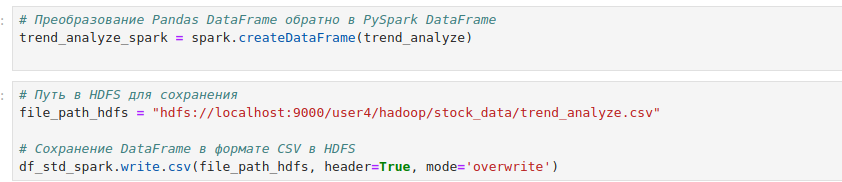 :
# Преобразование Pandas DataFrame обратно в PySpark DataFrame
trend_analyze_spark = spark.createDataFrame(trend_analyze)
:
# Путь в HDFS для сохранения
file_path_hdfs = "hdfs://localhost:9000/user4/hadoop/stock_data/trend_analyze.csv"
# Сохранение DataFrame в формате CSV в HDFS
df_std_spark.write.csv(file_path_hdfs, header=True, mode='overwrite')